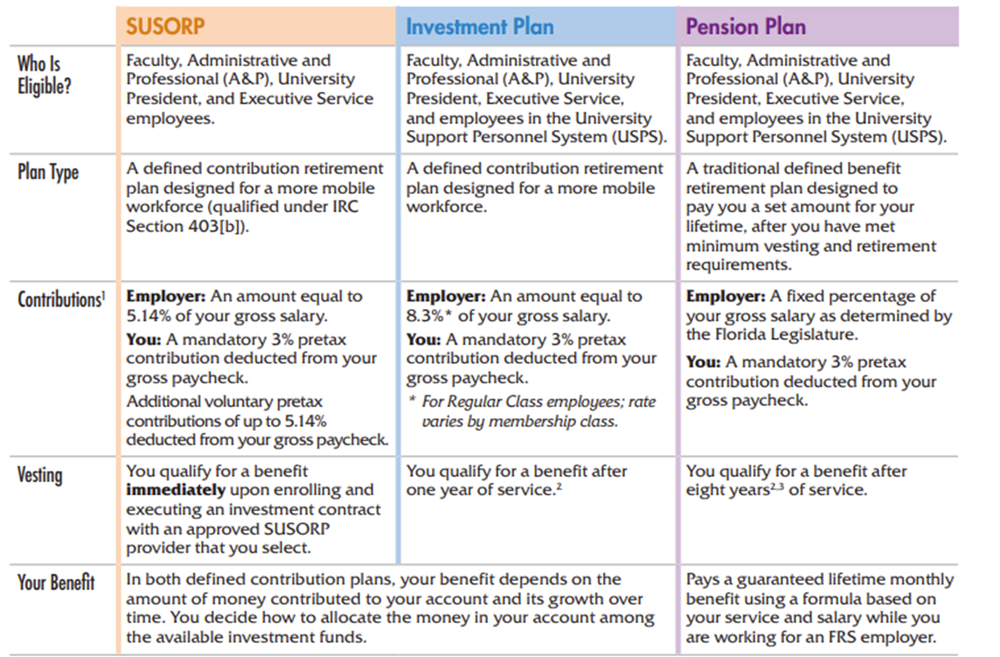 SUSORP
Investment Plan
Pension Plan
Who Is
Eligible?
Faculty, Administrative and
Professional (A&P), University
President, and Executive Service
employees.
Faculty, Administrative and
Professional (A&P), University
President, Executive Service,
and employees in the University
Support Personnel System (USPS).
Faculty, Administrative and
Professional (A&P), University
President, Executive Service,
and employees in the University
Support Personnel System (USPS).
Plan Type
A defined contribution retirement
plan designed for a more mobile
workforce (qualified under IRC
Section 403[b]).
A defined contribution retirement
plan designed for a more mobile
workforce.
A traditional defined benefit
retirement plan designed to
pay you a set amount for your
lifetime, after you have met
minimum vesting and retirement
requirements.
Contributions¹
Employer: An amount equal to
5.14% of your gross salary.
You: A mandatory 3% pretax
contribution deducted from your
gross paycheck.
Additional voluntary pretax
contributions of up to 5.14%
deducted from your gross paycheck.
Employer: An amount equal to
8.3%* of your gross salary.
You: A mandatory 3% pretax
contribution deducted from your
gross paycheck.
* For Regular Class employees; rate
varies by membership class.
Employer: A fixed percentage of
your gross salary as determined by
the Florida Legislature.
You: A mandatory 3% pretax
contribution deducted from your
gross paycheck.
Vesting
You qualify for a benefit
immediately upon enrolling and
executing an investment contract
with an approved SUSORP
provider that you select.
You qualify for a benefit after
one year of service.²
You qualify for a benefit after
eight years²,³ of service.
Your Benefit
In both defined contribution plans, your benefit depends on the
amount of money contributed to your account and its growth over
time. You decide how to allocate the money in your account among
the available investment funds.
Pays a guaranteed lifetime monthly
benefit using a formula based on
your service and salary while you
are working for an FRS employer.